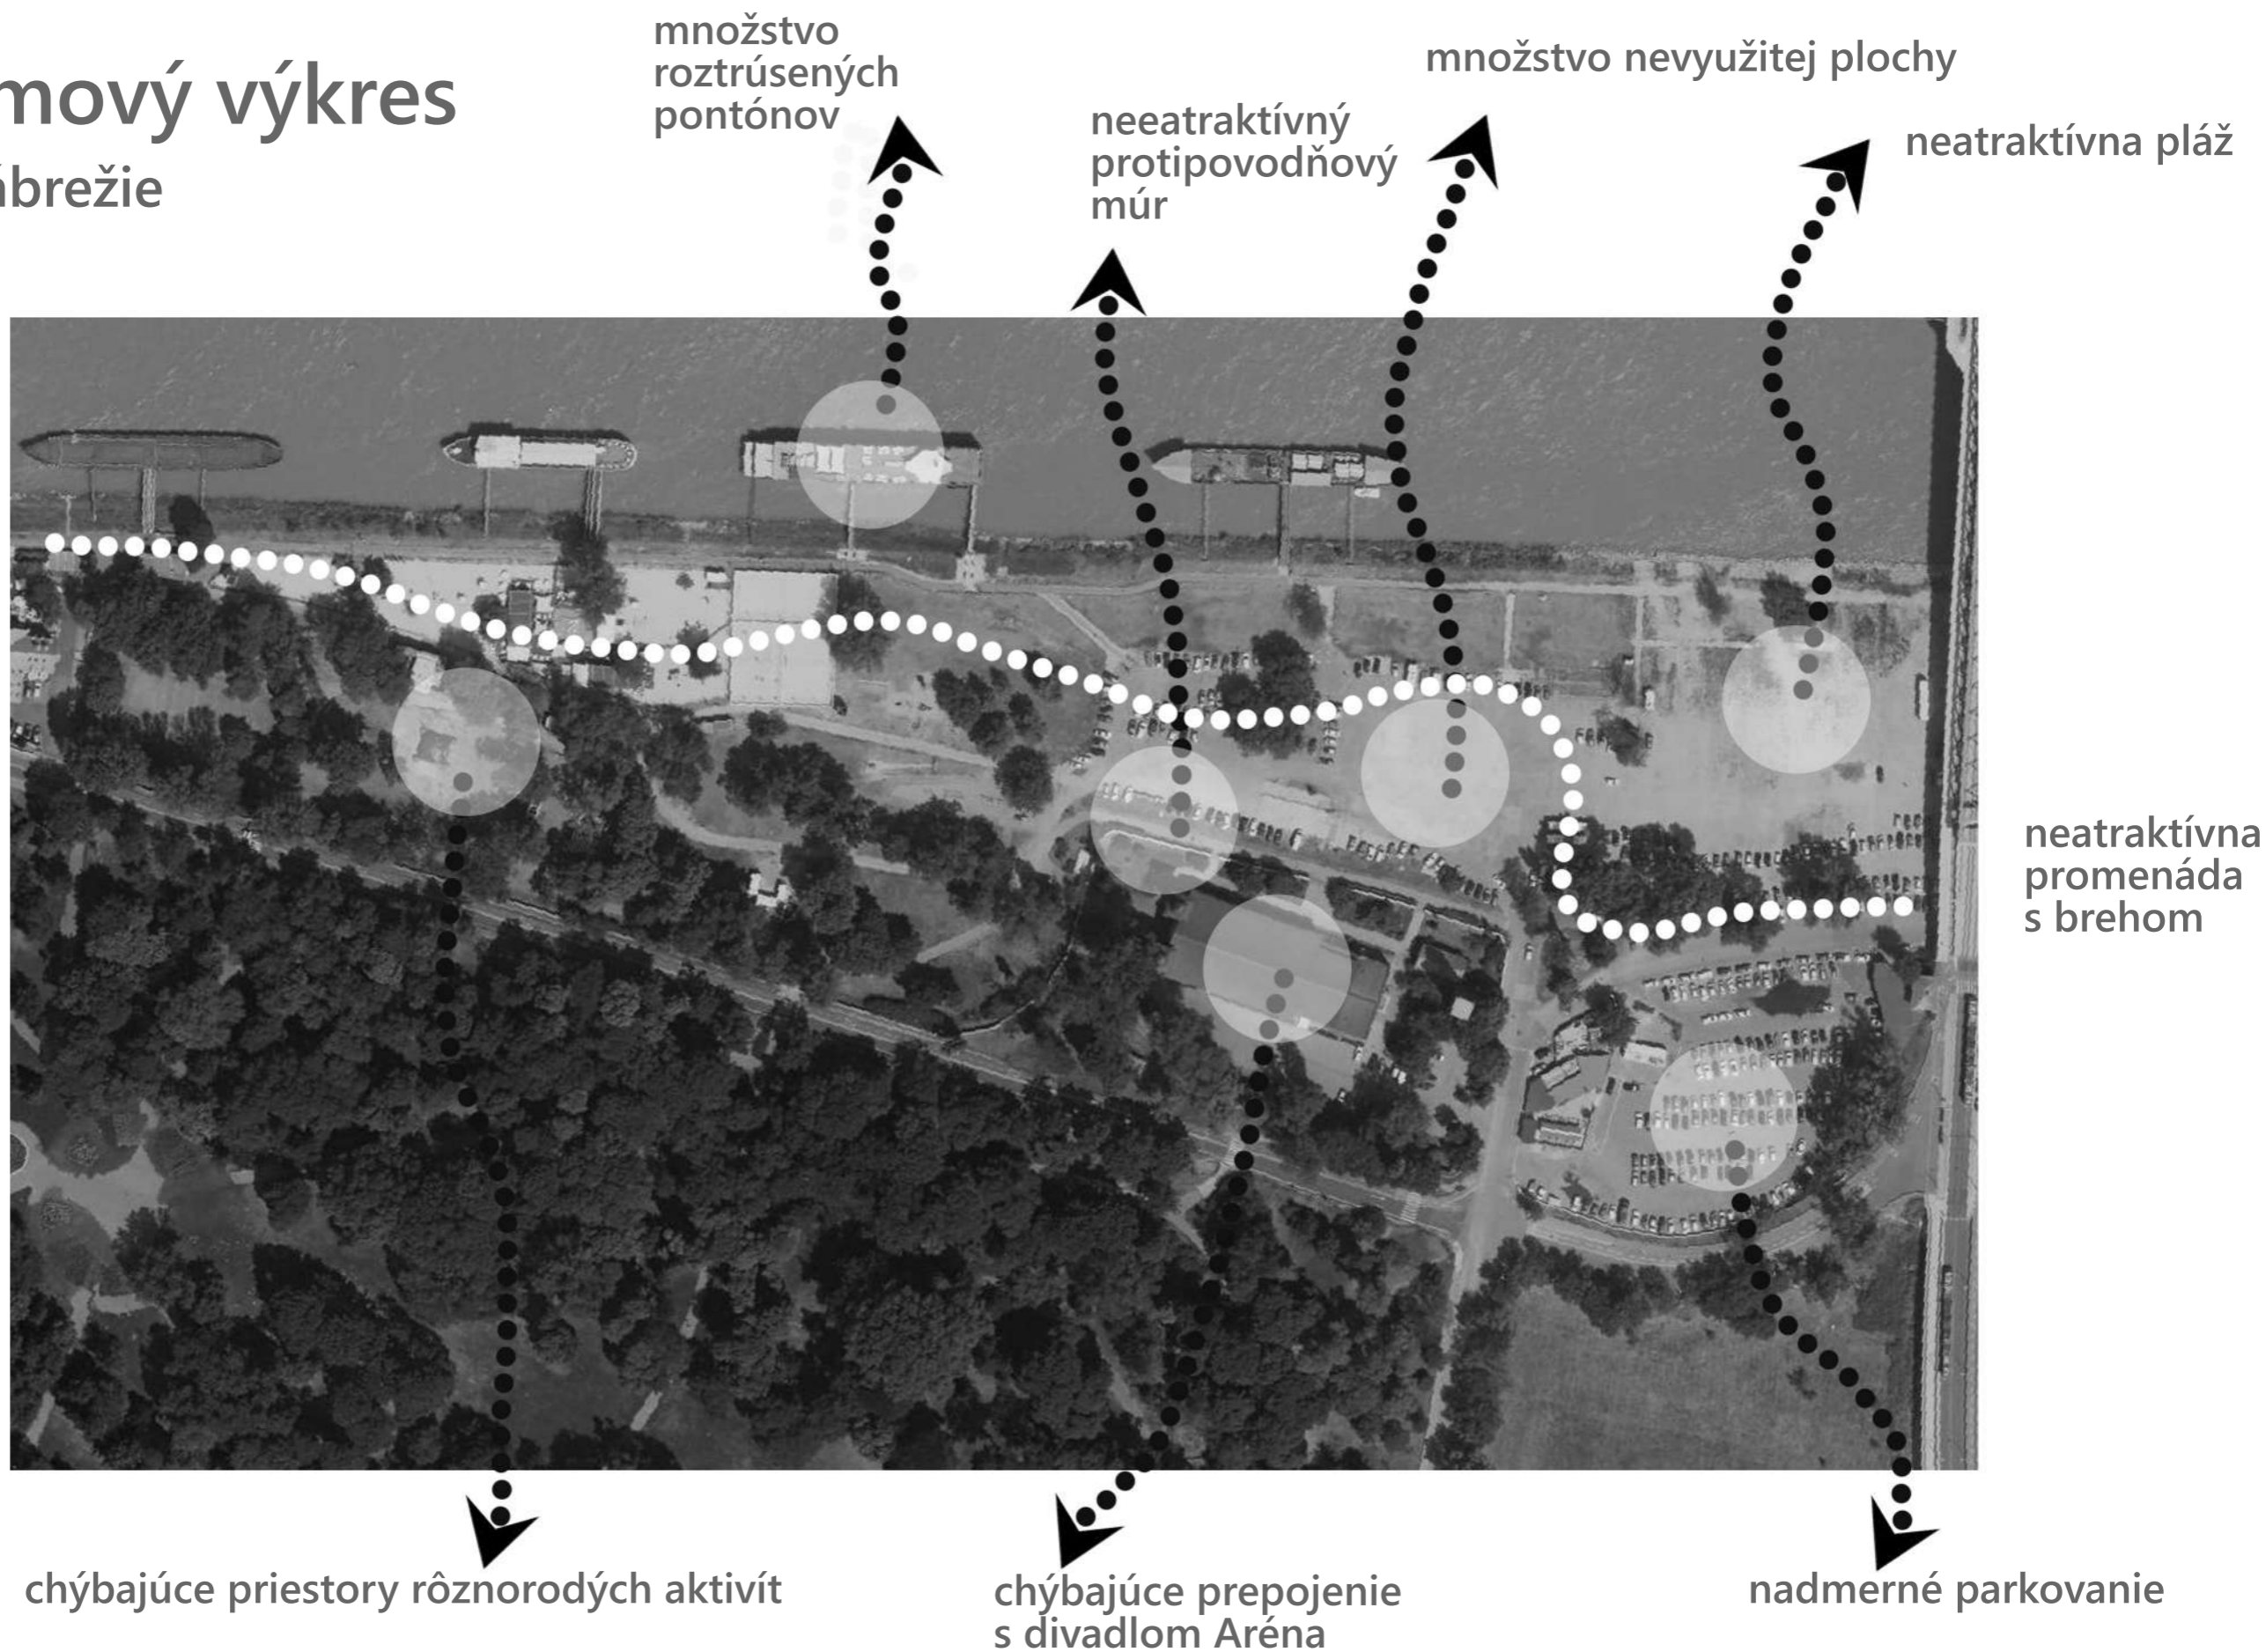 mový výkres
ábrežie
množstvo
roztrúsených
pontónov
neeatraktívný
protipovodňový
múr
množstvo nevyužitej plochy
neatraktívna pláž
neatraktívna
promenáda
s brehom
chýbajúce priestory rôznorodých aktivít
chýbajúce prepojenie
s divadlom Aréna
nadmerné parkovanie